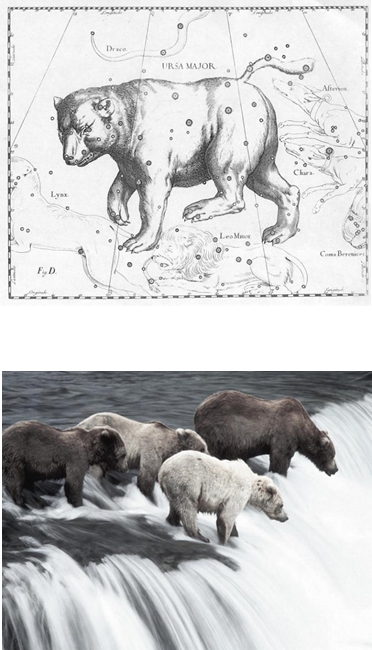 Draco.
URSA MAJOR.
Asterion.
Chara.
Lynx.
Leo Minor.
Coma Berenices
Fig. D.